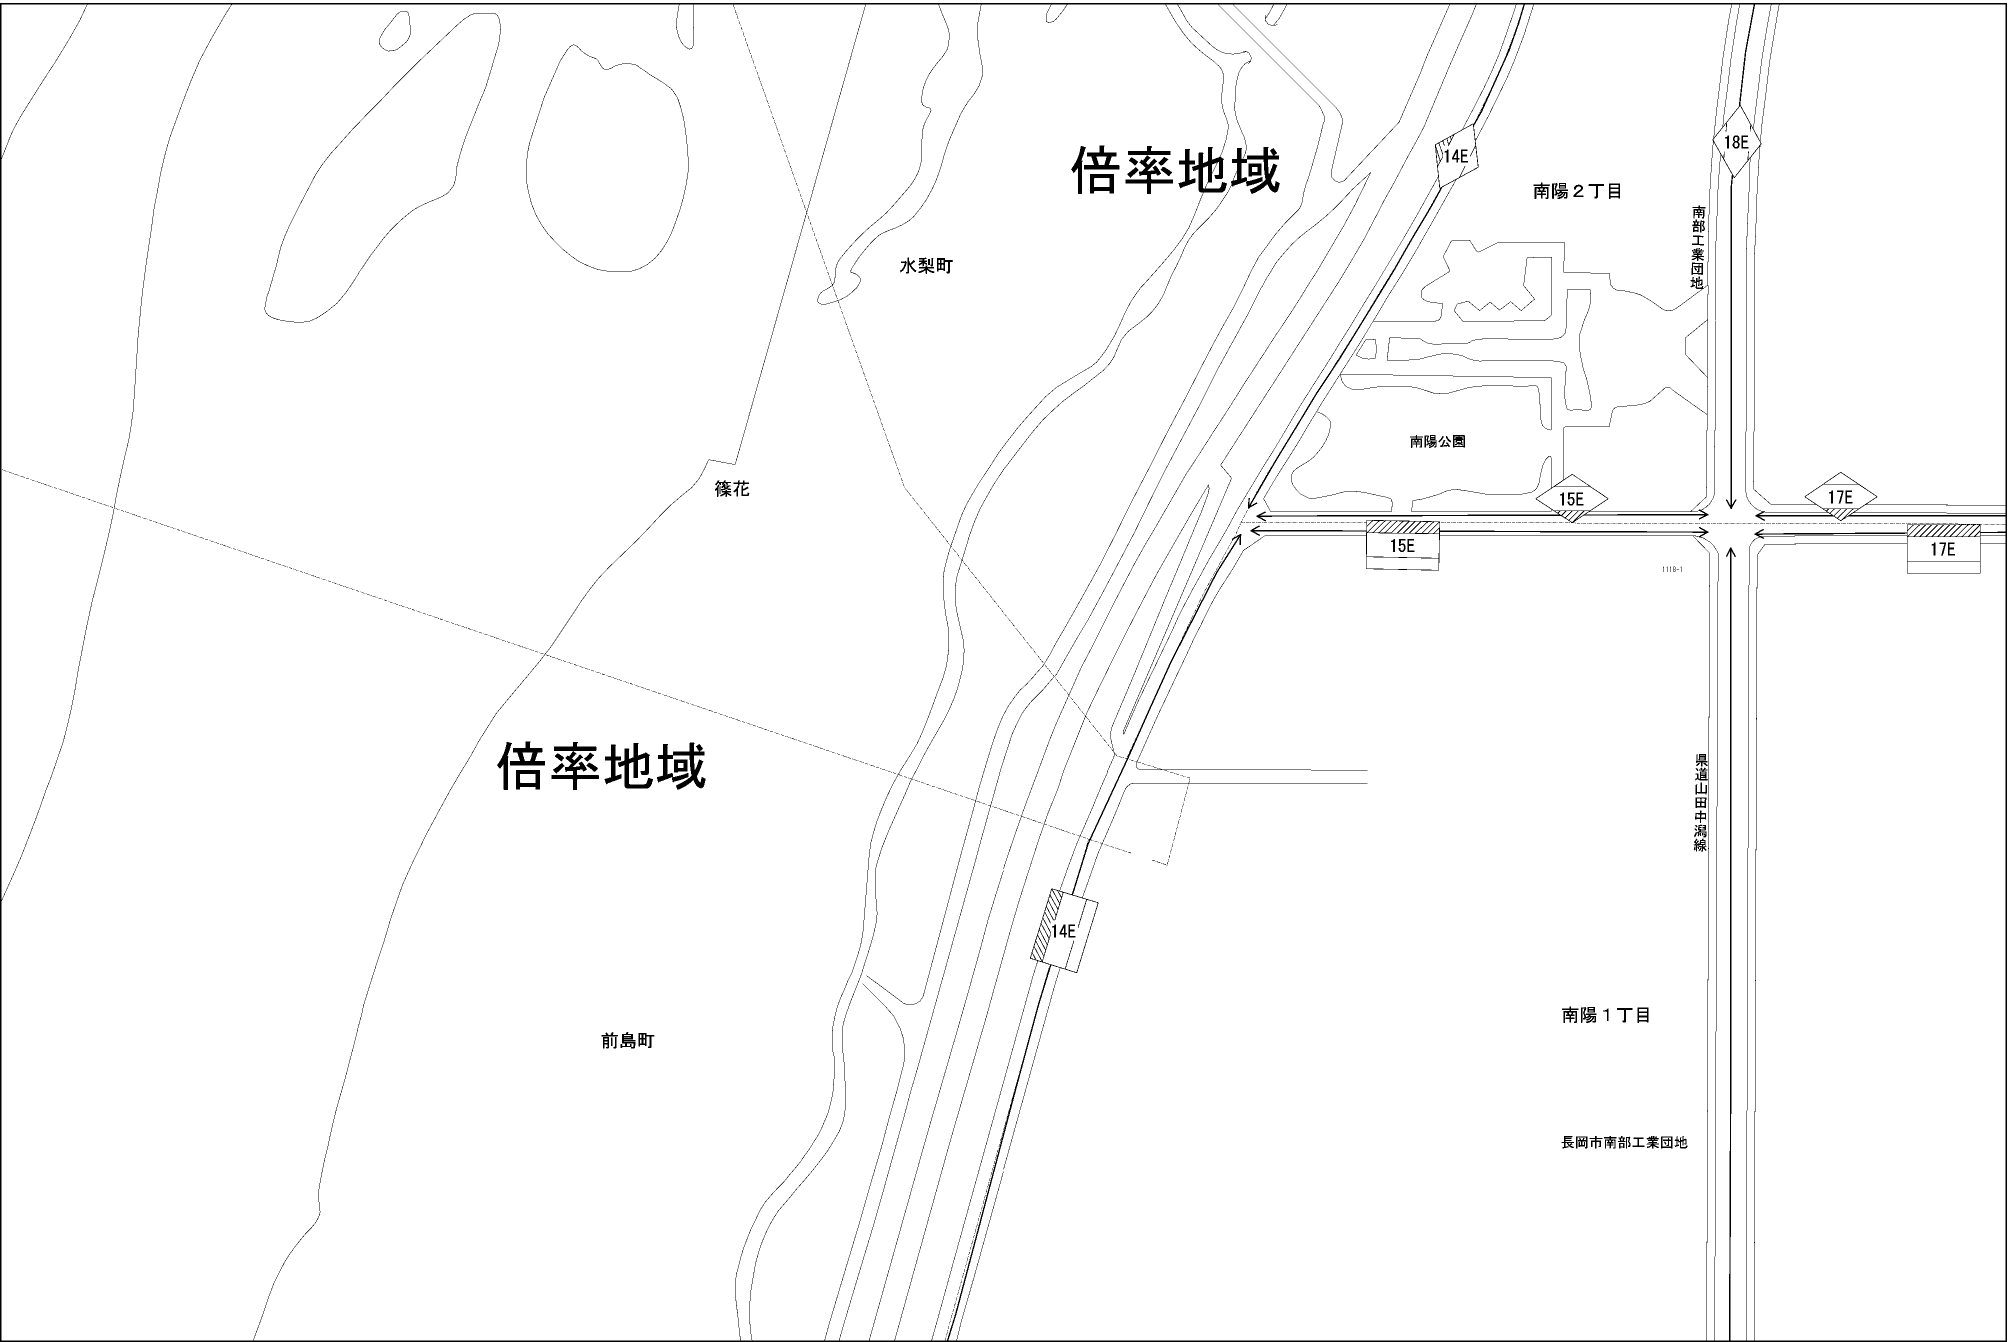 倍率地域
14E
18E
南陽2丁目
南部工業団地
水梨町
南陽公園
篠花
15E
17E
15E
17E
1118-1
倍率地域
県道山田中潟線
14E
南陽1丁目
前島町
長岡市南部工業団地